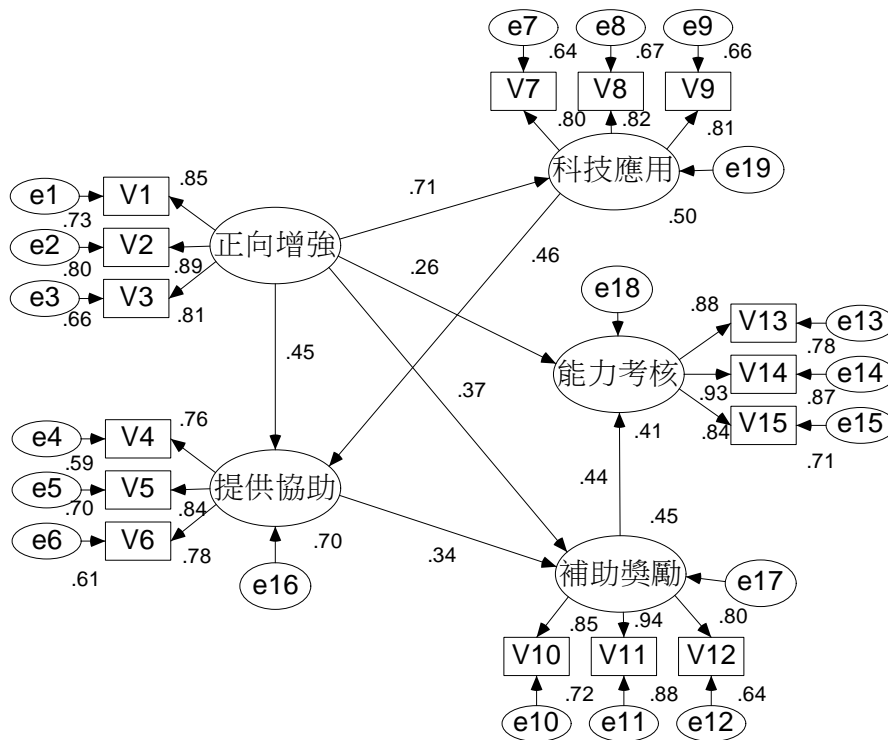 e7
e8
e9
.64
.67
.66
V7
V8
V9
.80
.82
.81
科技應用
e19
.50
e1
V1
.85
.73
e2
V2
.89
.80
e3
V3
.81
.66
正向增強
.71
.26
.46
.45
.37
e18
.88
V13
e13
.78
能力考核
.93
V14
e14
.87
.84
V15
e15
.71
.41
.44
e4
V4
.76
.59
e5
V5
.84
.70
e6
V6
.78
.61
提供協助
.70
e16
.34
.45
補助獎勵
e17
.85
.94
.80
V10
V11
V12
.72
.88
.64
e10
e11
e12